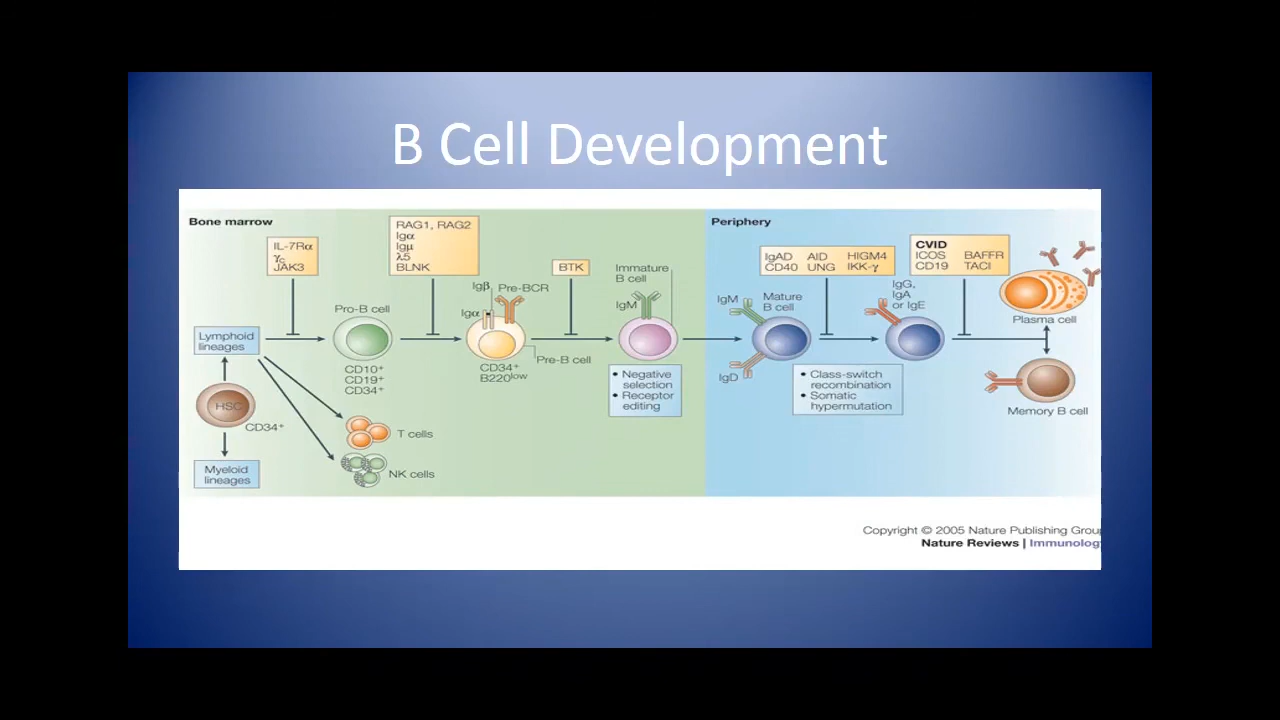 B Cell Development
Bone marrow
IL-7Rα
γc
JAK3
RAG1, RAG2
Igα
Igμ
λ5
BLNK
BTK
Immature
B cell
Igβ
Pre-BCR
Igα
IgM
Pro-B cell
Lymphoid
lineages
CD10⁺
CD19⁺
CD34⁺
Pre-B cell
CD34⁺
B220low
• Negative
selection
• Receptor
editing
HSC
CD34⁺
T cells
NK cells
Myeloid
lineages
Periphery
IgAD AID HIGM4
CD40 UNG IKK-γ
CVID
ICOS BAFFR
CD19 TACI
IgM
Mature
B cell
IgD
IgG,
IgA
or IgE
Plasma cell
• Class-switch
recombination
• Somatic
hypermutation
Memory B cell
Copyright © 2005 Nature Publishing Grou
Nature Reviews | Immunolog